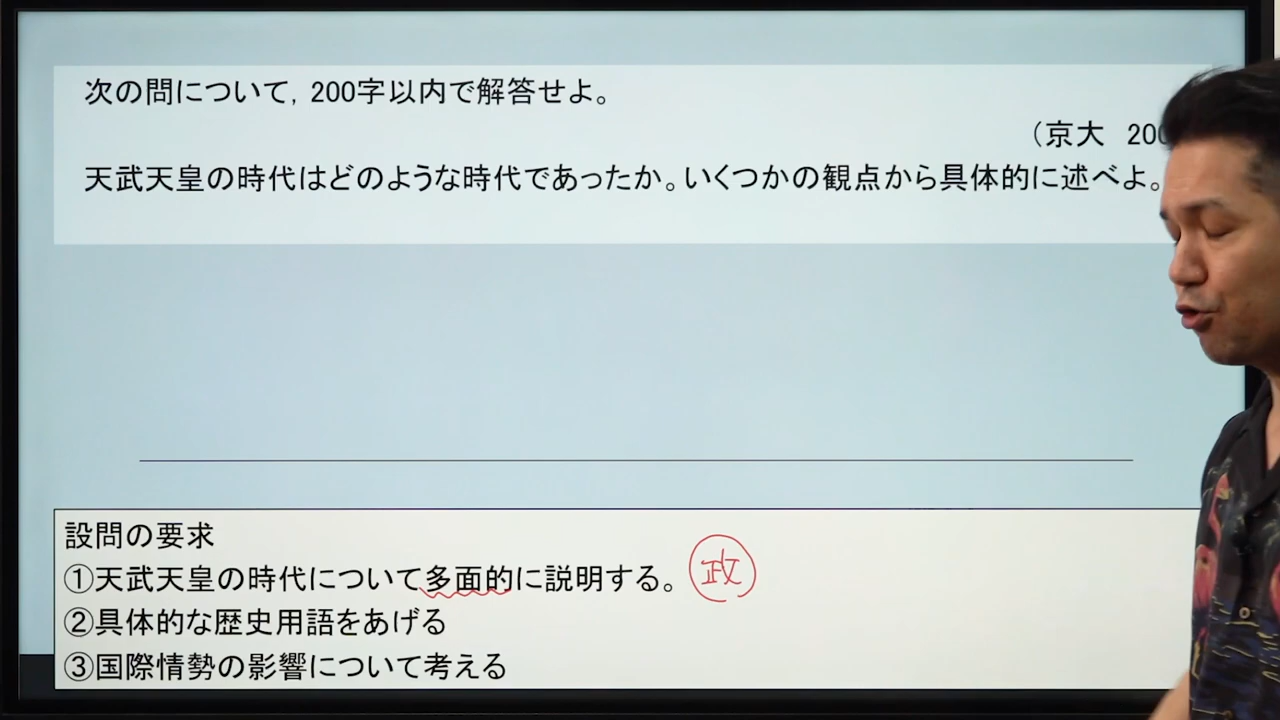 次の問について，200字以内で解答せよ。
（京大　200
天武天皇の時代はどのような時代であったか。いくつかの観点から具体的に述べよ。
設問の要求
①天武天皇の時代について多面的に説明する。 政
②具体的な歴史用語をあげる
③国際情勢の影響について考える